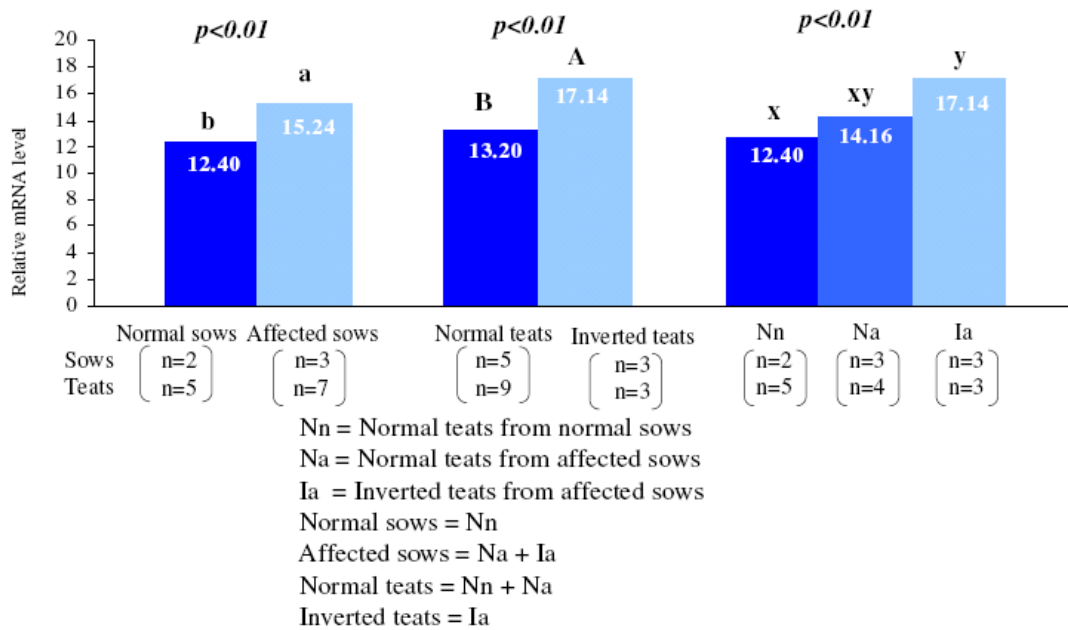 p<0.01 p<0.01 p<0.01
Relative mRNA level
20
18
16
14
12
10
8
6
4
2
0
b a B A x xy y
12.40 15.24 13.20 17.14 12.40 14.16 17.14
Normal sows Affected sows Normal teats Inverted teats Nn Na Ia
Sows n=2 n=3 n=5 n=3 n=2 n=3 n=3
Teats n=5 n=7 n=9 n=3 n=5 n=4 n=3
Nn = Normal teats from normal sows
Na = Normal teats from affected sows
Ia = Inverted teats from affected sows
Normal sows = Nn
Affected sows = Na + Ia
Normal teats = Nn + Na
Inverted teats = Ia